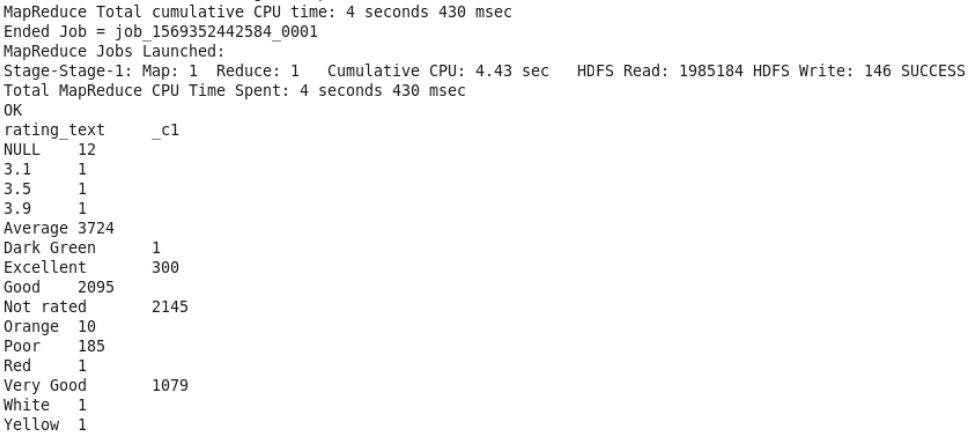 MapReduce Total cumulative CPU time: 4 seconds 430 msec
Ended Job = job_1569352442584_0001
MapReduce Jobs Launched:
Stage-Stage-1: Map: 1  Reduce: 1   Cumulative CPU: 4.43 sec   HDFS Read: 1985184 HDFS Write: 146 SUCCESS
Total MapReduce CPU Time Spent: 4 seconds 430 msec
OK
rating_text	_c1
NULL	12
3.1	1
3.5	1
3.9	1
Average	3724
Dark Green	1
Excellent	300
Good	2095
Not rated	2145
Orange	10
Poor	185
Red	1
Very Good	1079
White	1
Yellow	1